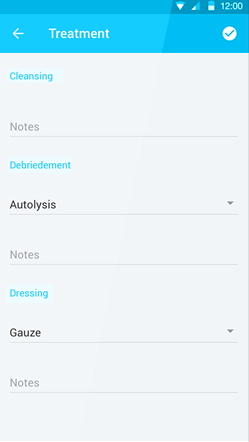 12:00
Treatment
Cleansing
Notes
Debriedement
Autolysis
Notes
Dressing
Gauze
Notes